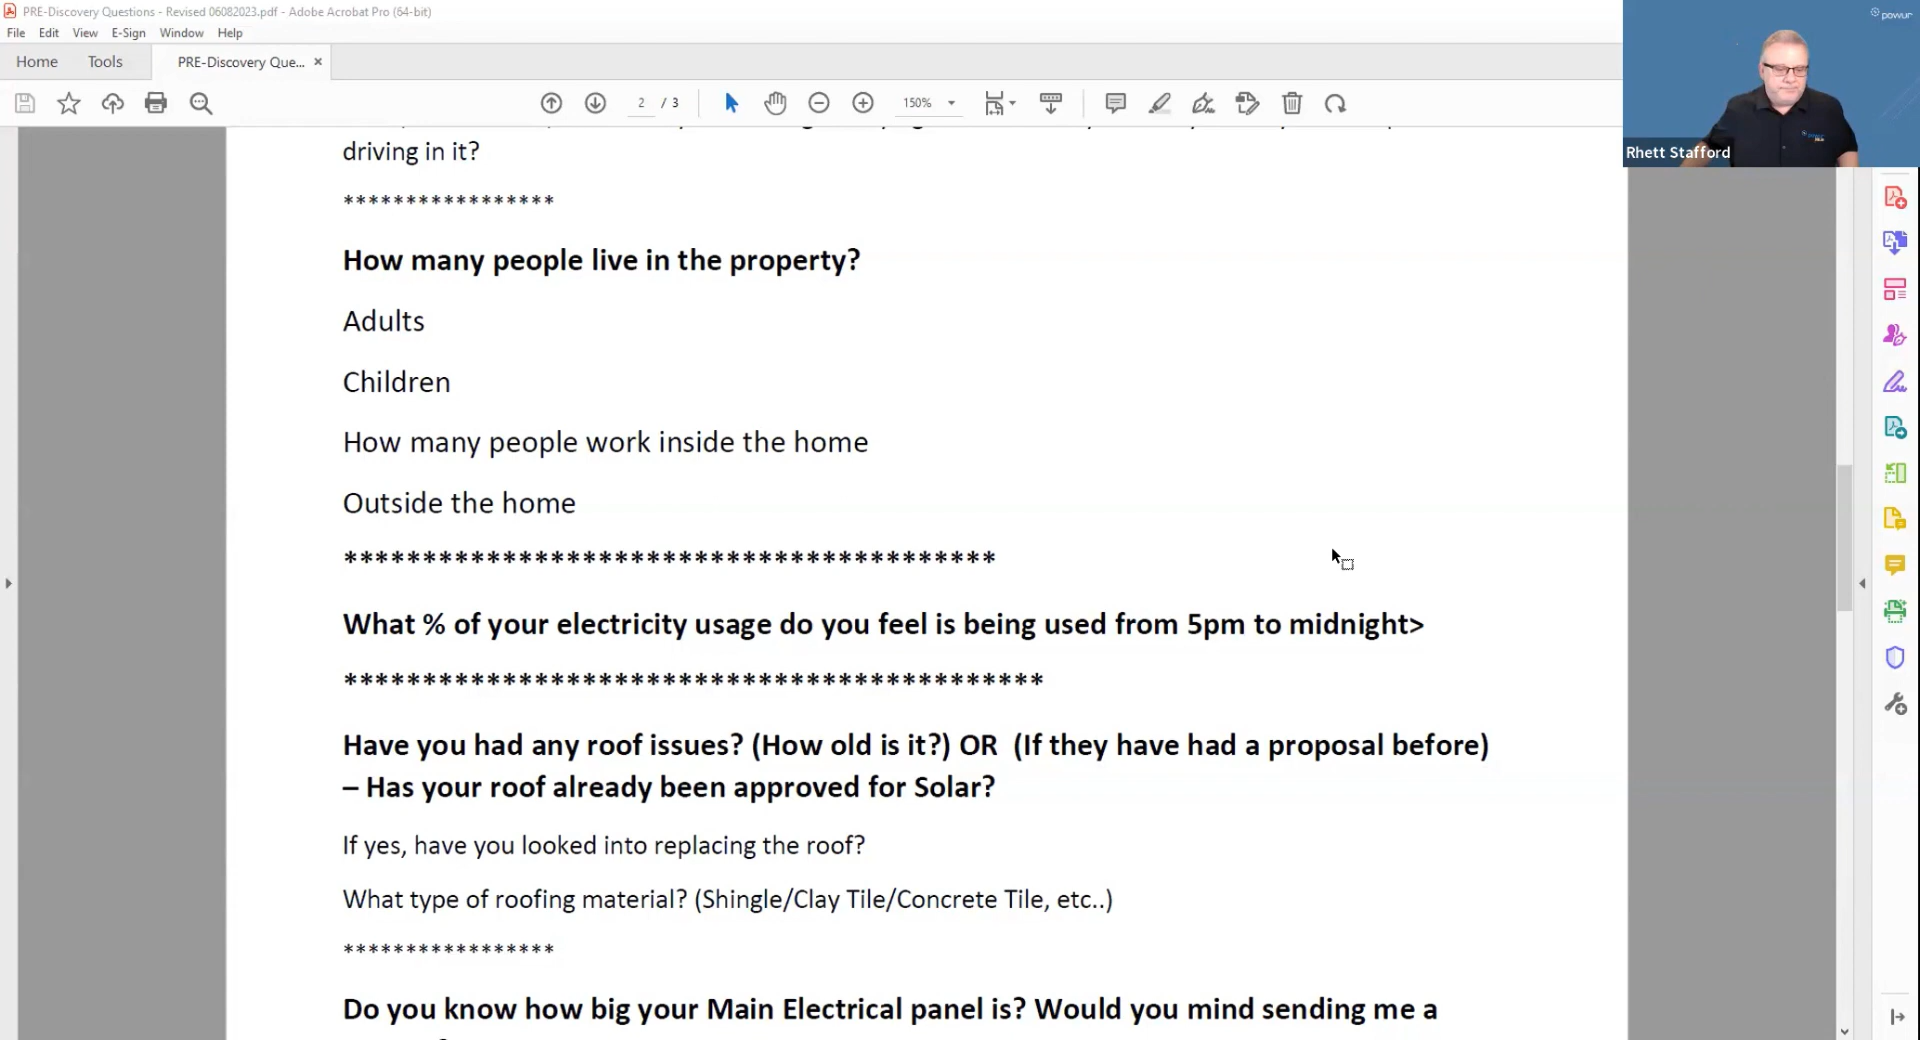 PRE-Discovery Questions - Revised 06082023.pdf - Adobe Acrobat Pro (64-bit)
powur
File Edit View E-Sign Window Help
Home Tools PRE-Discovery Que... ×
2 / 3 150%
Rhett Stafford
driving in it?
*****************
How many people live in the property?
Adults
Children
How many people work inside the home
Outside the home
*****************************************
What % of your electricity usage do you feel is being used from 5pm to midnight>
********************************************
Have you had any roof issues? (How old is it?) OR (If they have had a proposal before)
– Has your roof already been approved for Solar?
If yes, have you looked into replacing the roof?
What type of roofing material? (Shingle/Clay Tile/Concrete Tile, etc..)
*****************
Do you know how big your Main Electrical panel is? Would you mind sending me a